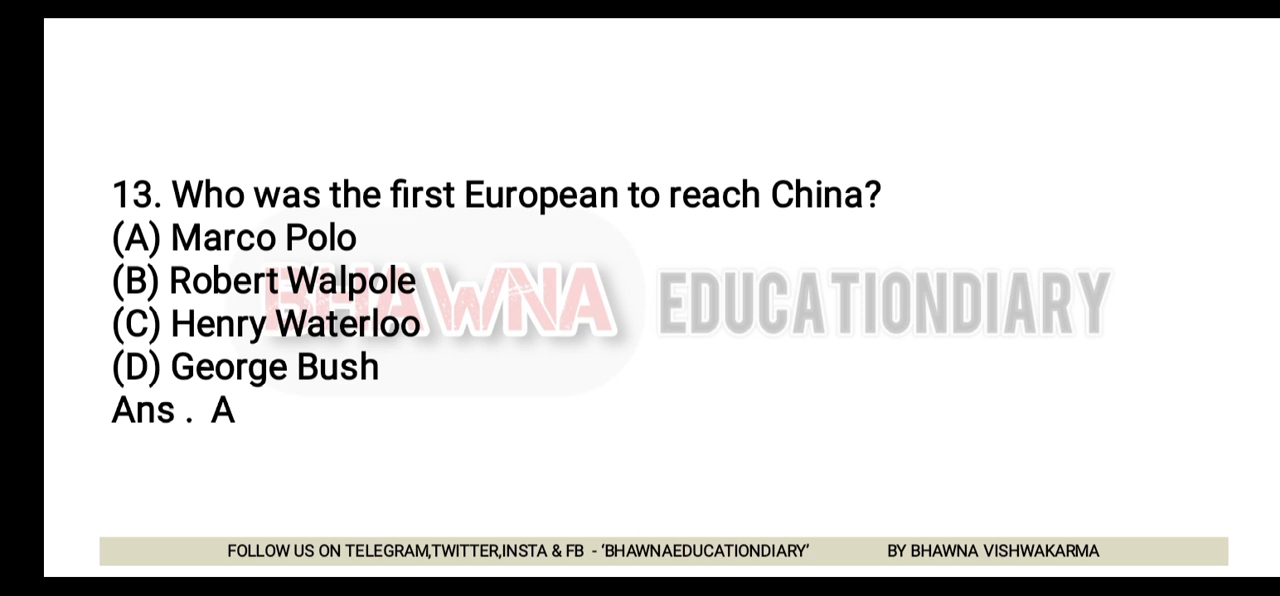 13. Who was the first European to reach China?
(A) Marco Polo
(B) Robert Walpole
(C) Henry Waterloo
(D) George Bush
Ans . A
BHAWNA EDUCATIONDIARY
FOLLOW US ON TELEGRAM,TWITTER,INSTA & FB - 'BHAWNAEDUCATIONDIARY' BY BHAWNA VISHWAKARMA